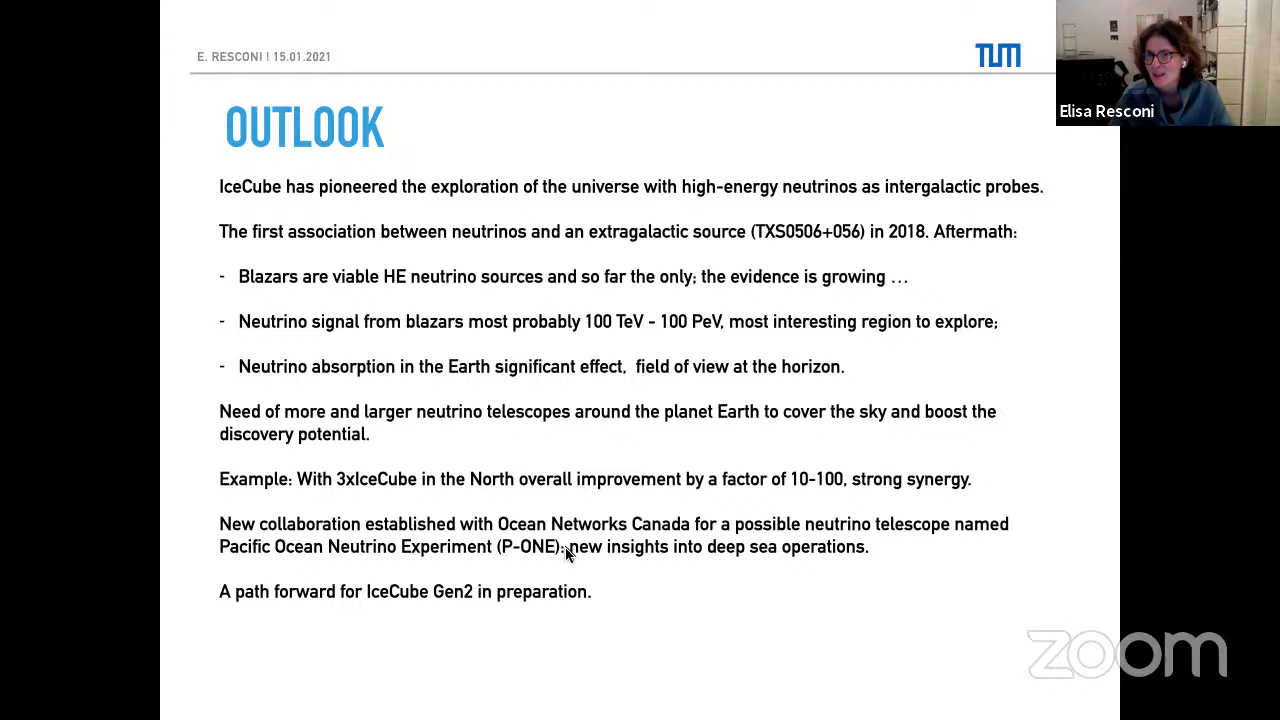 E. RESCONI | 15.01.2021
TUM
Elisa Resconi
OUTLOOK
IceCube has pioneered the exploration of the universe with high-energy neutrinos as intergalactic probes.
The first association between neutrinos and an extragalactic source (TXS0506+056) in 2018. Aftermath:
- Blazars are viable HE neutrino sources and so far the only; the evidence is growing ...
- Neutrino signal from blazars most probably 100 TeV - 100 PeV, most interesting region to explore;
- Neutrino absorption in the Earth significant effect, field of view at the horizon.
Need of more and larger neutrino telescopes around the planet Earth to cover the sky and boost the
discovery potential.
Example: With 3xIceCube in the North overall improvement by a factor of 10-100, strong synergy.
New collaboration established with Ocean Networks Canada for a possible neutrino telescope named
Pacific Ocean Neutrino Experiment (P-ONE): new insights into deep sea operations.
A path forward for IceCube Gen2 in preparation.
zoom